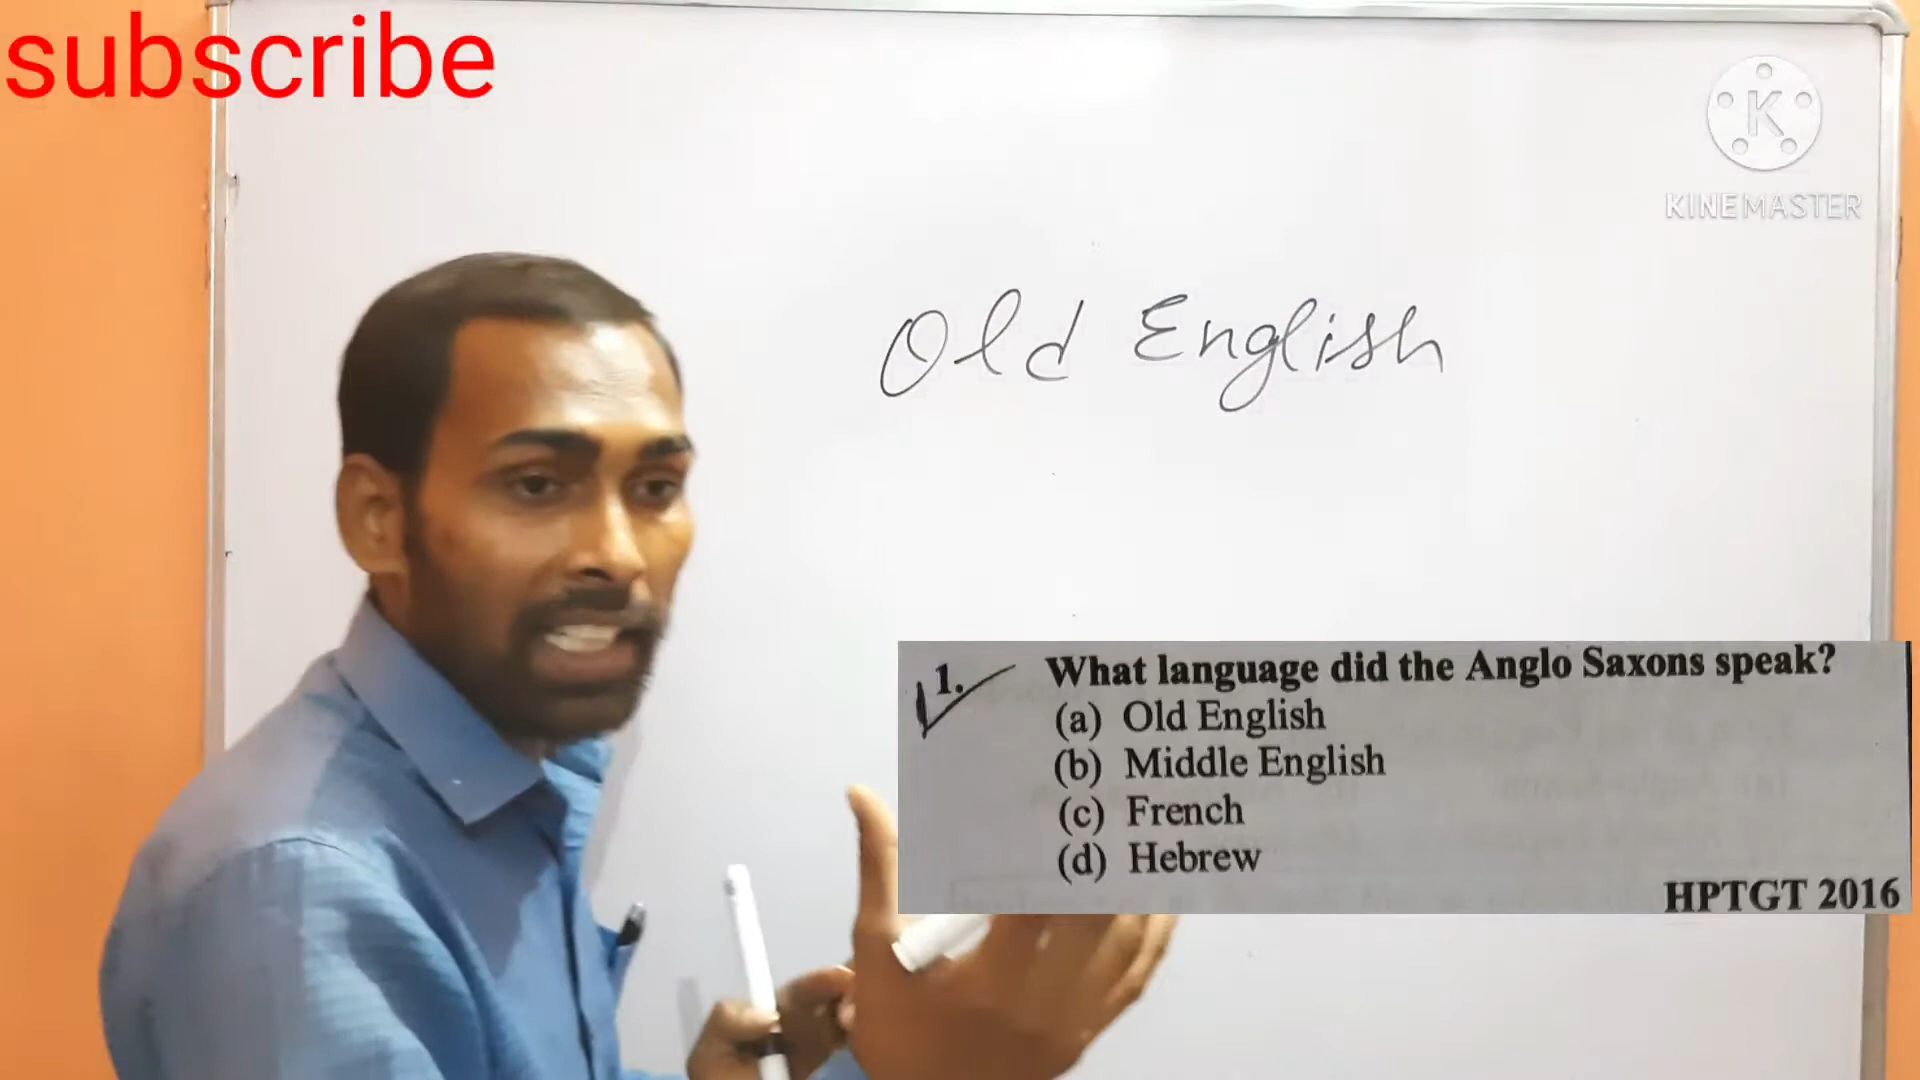 subscribe
K
KINEMASTER
Old English
1. What language did the Anglo Saxons speak?
(a) Old English
(b) Middle English
(c) French
(d) Hebrew
HPTGT 2016